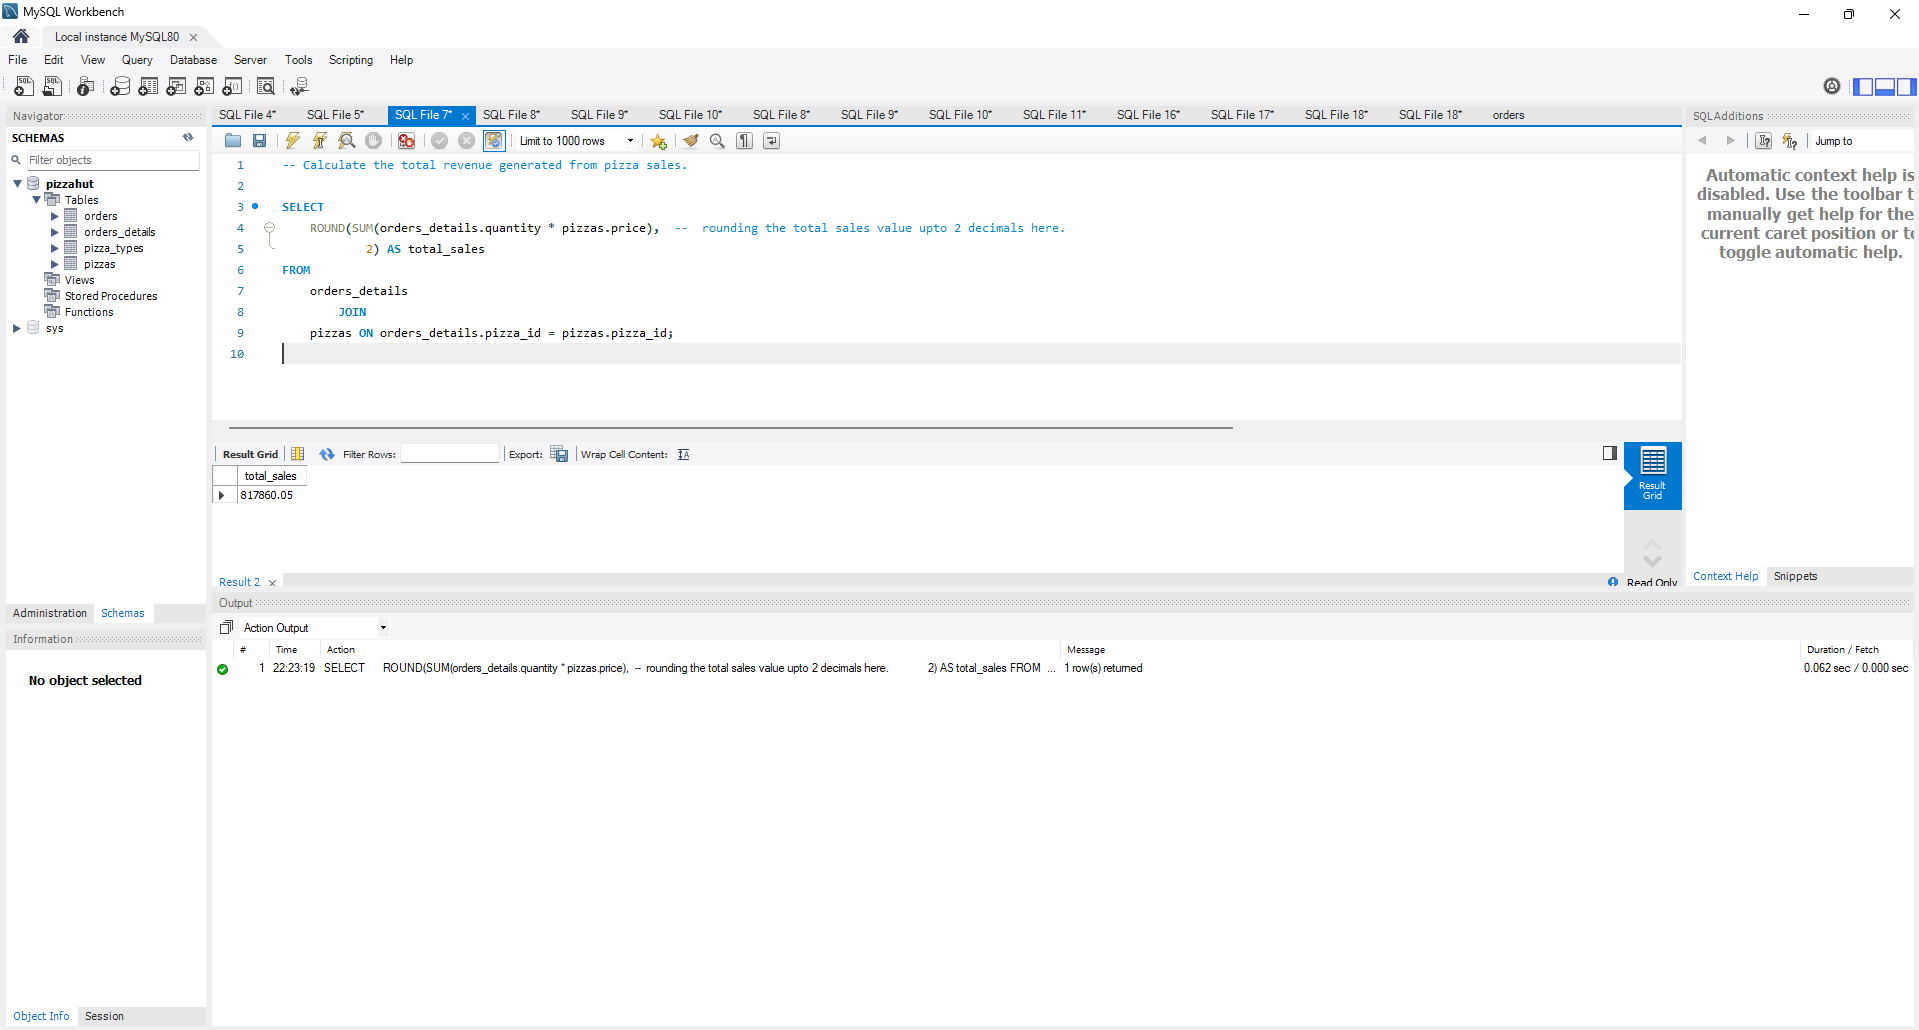 MySQL Workbench
Local instance MySQL80
File Edit View Query Database Server Tools Scripting Help
Navigator
SCHEMAS
Filter objects
pizzahut
Tables
orders
orders_details
pizza_types
pizzas
Views
Stored Procedures
Functions
sys
Administration Schemas
Information
No object selected
Object Info Session
SQL File 4* SQL File 5* SQL File 7* SQL File 8* SQL File 9* SQL File 10* SQL File 8* SQL File 9* SQL File 10* SQL File 11* SQL File 16* SQL File 17* SQL File 18* SQL File 18* orders
Limit to 1000 rows
1 -- Calculate the total revenue generated from pizza sales.
2
3 SELECT
4 ROUND(SUM(orders_details.quantity * pizzas.price), -- rounding the total sales value upto 2 decimals here.
5 2) AS total_sales
6 FROM
7 orders_details
8 JOIN
9 pizzas ON orders_details.pizza_id = pizzas.pizza_id;
10
Result Grid Filter Rows: Export: Wrap Cell Content:
total_sales
817860.05
Result Grid
Result 2
Read Only
SQLAdditions
Jump to
Automatic context help is
disabled. Use the toolbar t
manually get help for the
current caret position or to
toggle automatic help.
Context Help Snippets
Output
Action Output
# Time Action Message Duration / Fetch
1 22:23:19 SELECT ROUND(SUM(orders_details.quantity * pizzas.price), -- rounding the total sales value upto 2 decimals here. 2) AS total_sales FROM ... 1 row(s) returned 0.062 sec / 0.000 sec